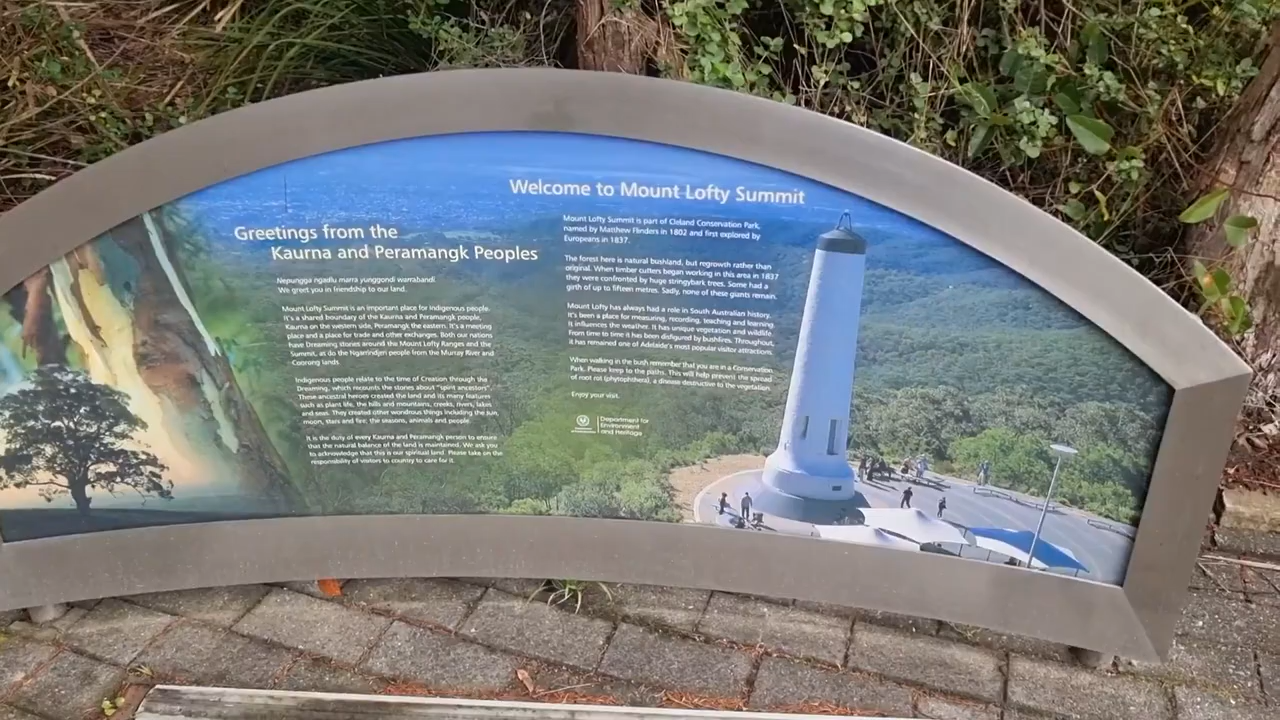 Greetings from the
Kaurna and Peramangk Peoples
Nepungga ngadlu marra yunggondi warrabandi
We greet you in friendship to our land.
Mount Lofty Summit is an important place for Indigenous people.
It's a shared boundary of the Kaurna and Peramangk people,
Kaurna on the western side, Peramangk the eastern. It's a meeting
place and a place for trade and other exchanges. Both our nations
have Dreaming stories around the Mount Lofty Ranges and the
Summit, as do the Ngarrindjeri people from the Murray River and
Coorong lands.
Indigenous people relate to the time of Creation through the
Dreaming, which recounts the stories about "spirit ancestors".
These ancestral heroes created the land and its many features
such as plant life, the hills and mountains, creeks, rivers, lakes
and seas. They created other wondrous things including the sun,
moon, stars and fire; the seasons, animals and people.
It is the duty of every Kaurna and Peramangk person to ensure
that the natural balance of the land is maintained. We ask you
to acknowledge that this is our spiritual land. Please take on the
responsibility of visitors to country to care for it.
Welcome to Mount Lofty Summit
Mount Lofty Summit is part of Cleland Conservation Park,
named by Matthew Flinders in 1802 and first explored by
Europeans in 1837.
The forest here is natural bushland, but regrowth rather than
original. When timber cutters began working in this area in 1837
they were confronted by huge stringybark trees. Some had a
girth of up to fifteen metres. Sadly, none of these giants remain.
Mount Lofty has always had a role in South Australian history.
It's been a place for measuring, recording, teaching and learning.
It influences the weather. It has unique vegetation and wildlife.
From time to time it has been disfigured by bushfires. Throughout,
it has remained one of Adelaide's most popular visitor attractions.
When walking in the bush remember that you are in a Conservation
Park. Please keep to the paths. This will help prevent the spread
of root rot (phytophthera), a disease destructive to the vegetation.
Enjoy your visit.
Department for
Environment
and Heritage